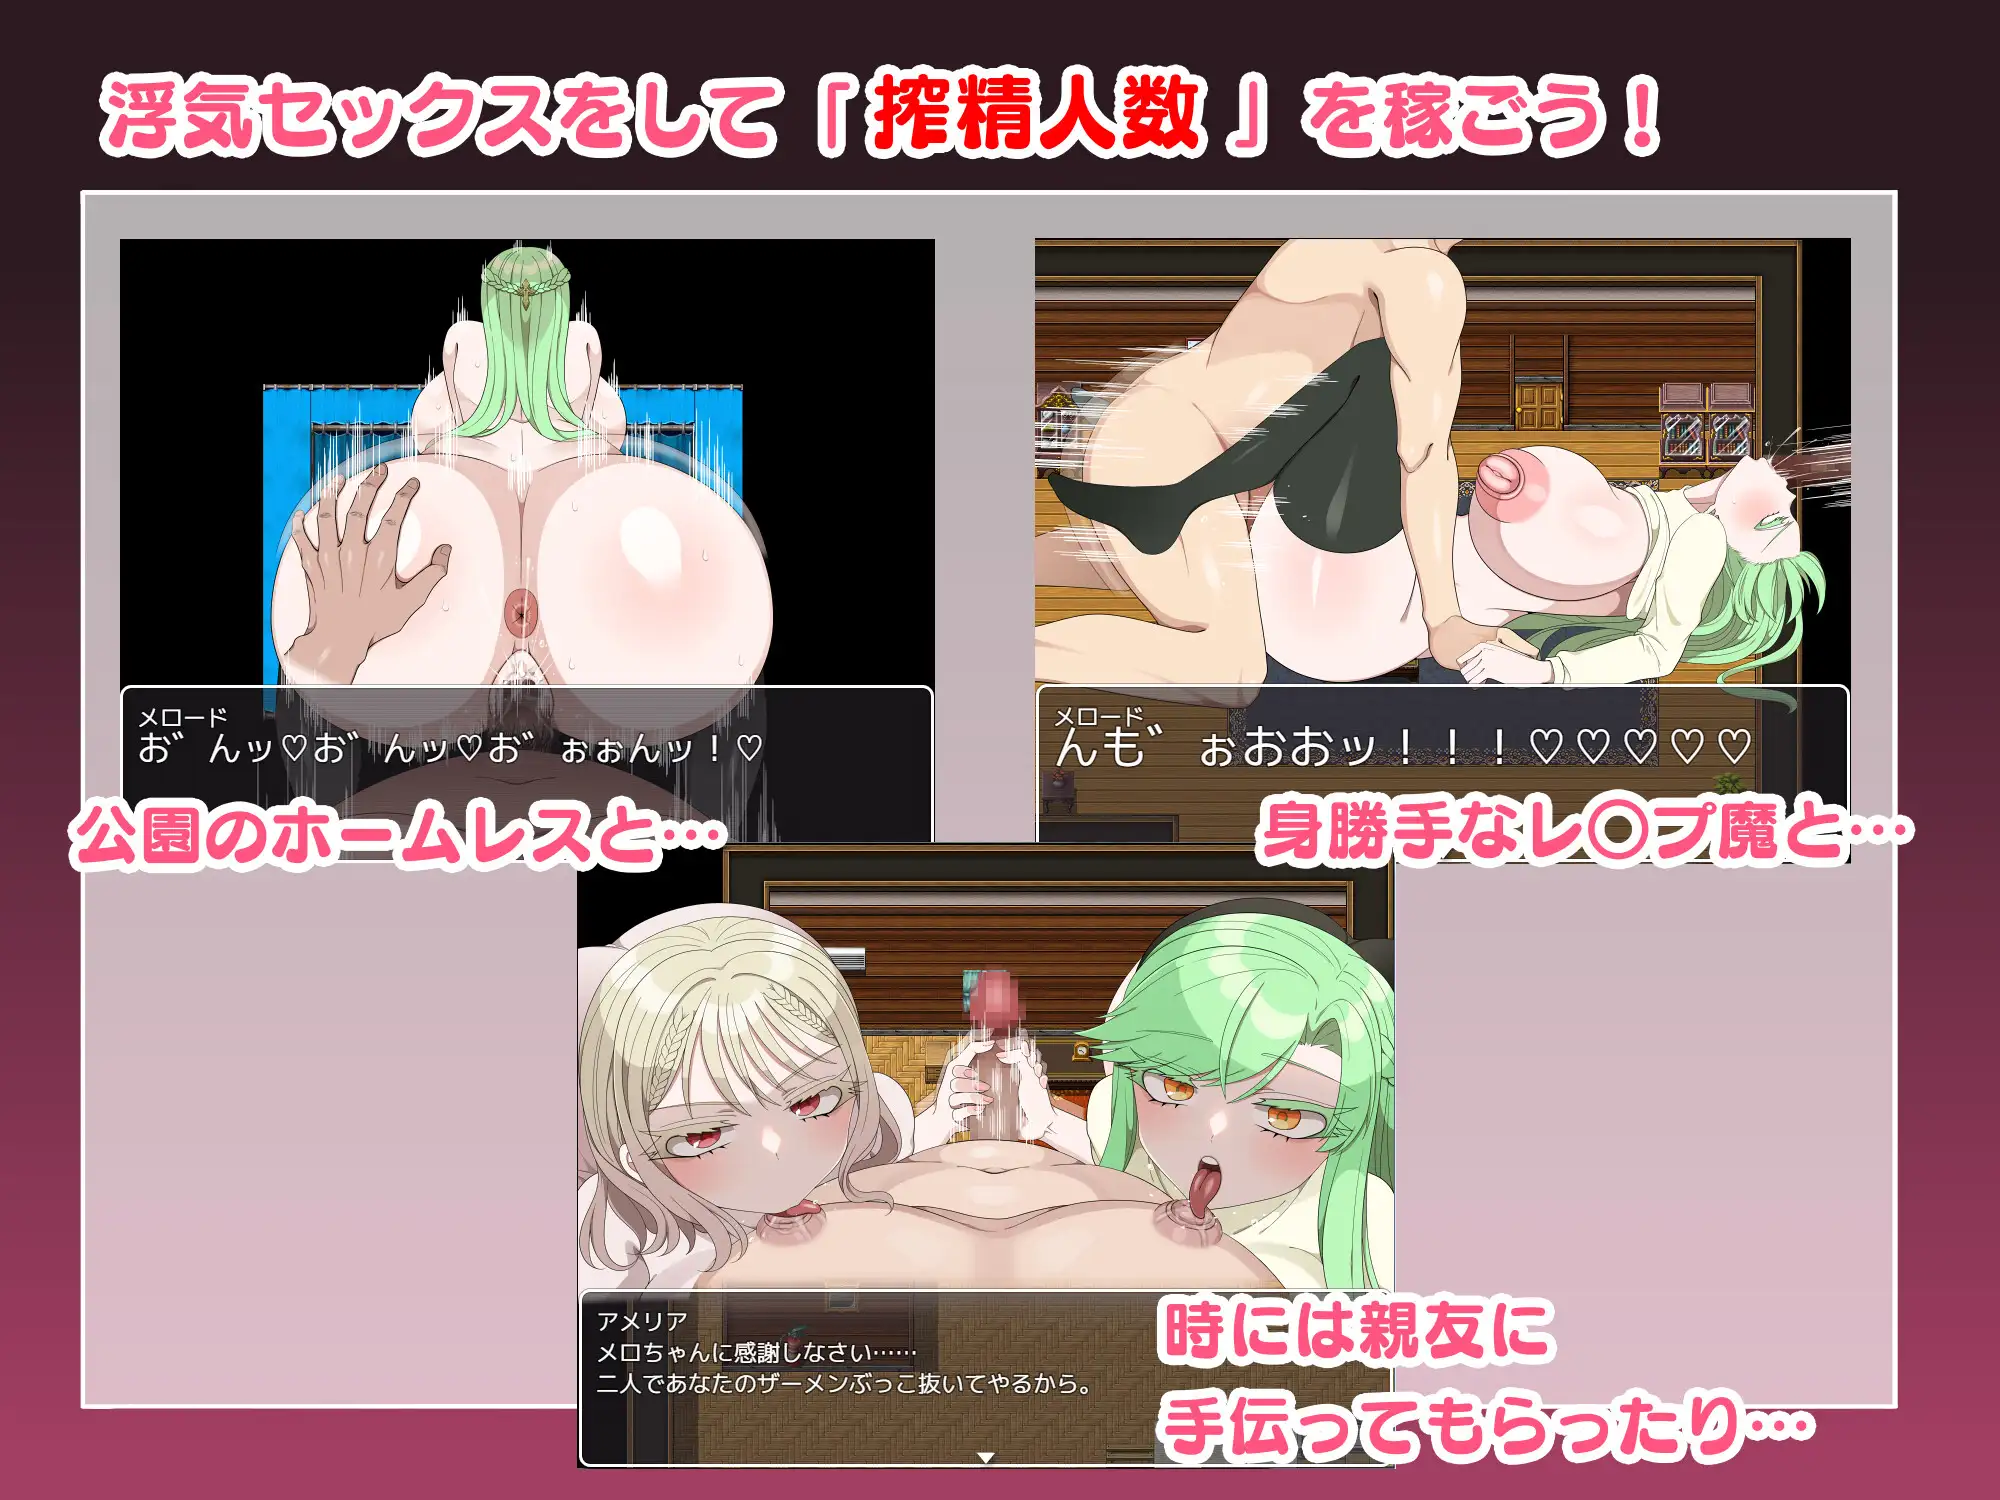 浮気セックスをして「搾精人数」を稼ごう！
メロード
お゛んッ♡お゛んッ♡お゛ぉぉんッ！♡
公園のホームレスと…
メロード
んも゛ぉおおッ！！！♡♡♡♡♡
身勝手なレ〇プ魔と…
アメリア
メロちゃんに感謝しなさい……
二人であなたのザーメンぶっこ抜いてやるから。
時には親友に
手伝ってもらったり…